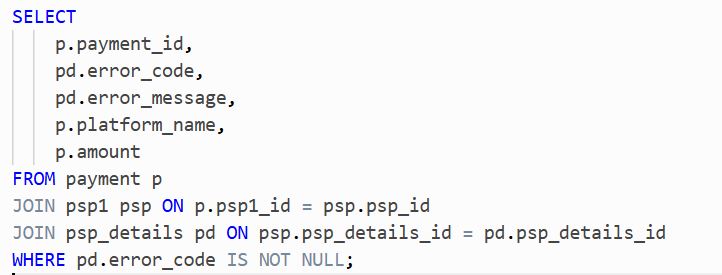 SELECT
p.payment_id,
pd.error_code,
pd.error_message,
p.platform_name,
p.amount
FROM payment p
JOIN psp1 psp ON p.psp1_id = psp.psp_id
JOIN psp_details pd ON psp.psp_details_id = pd.psp_details_id
WHERE pd.error_code IS NOT NULL;